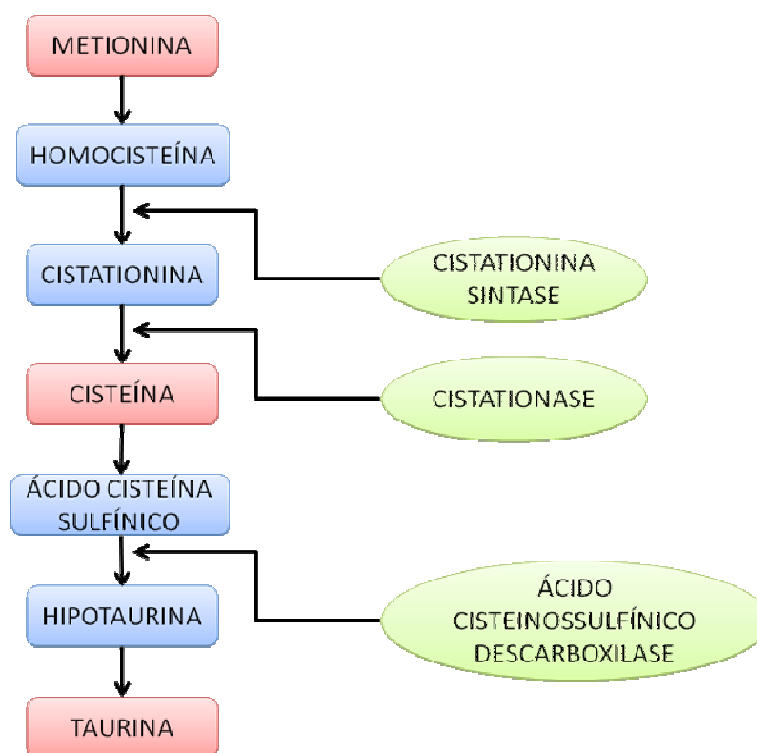 METIONINA
HOMOCISTEÍNA
CISTATIONINA
SINTASE
CISTATIONINA
CISTEÍNA
CISTATIONASE
ÁCIDO CISTEÍNA
SULFÍNICO
ÁCIDO
CISTEINOSSULFÍNICO
DESCARBOXILASE
HIPOTAURINA
TAURINA